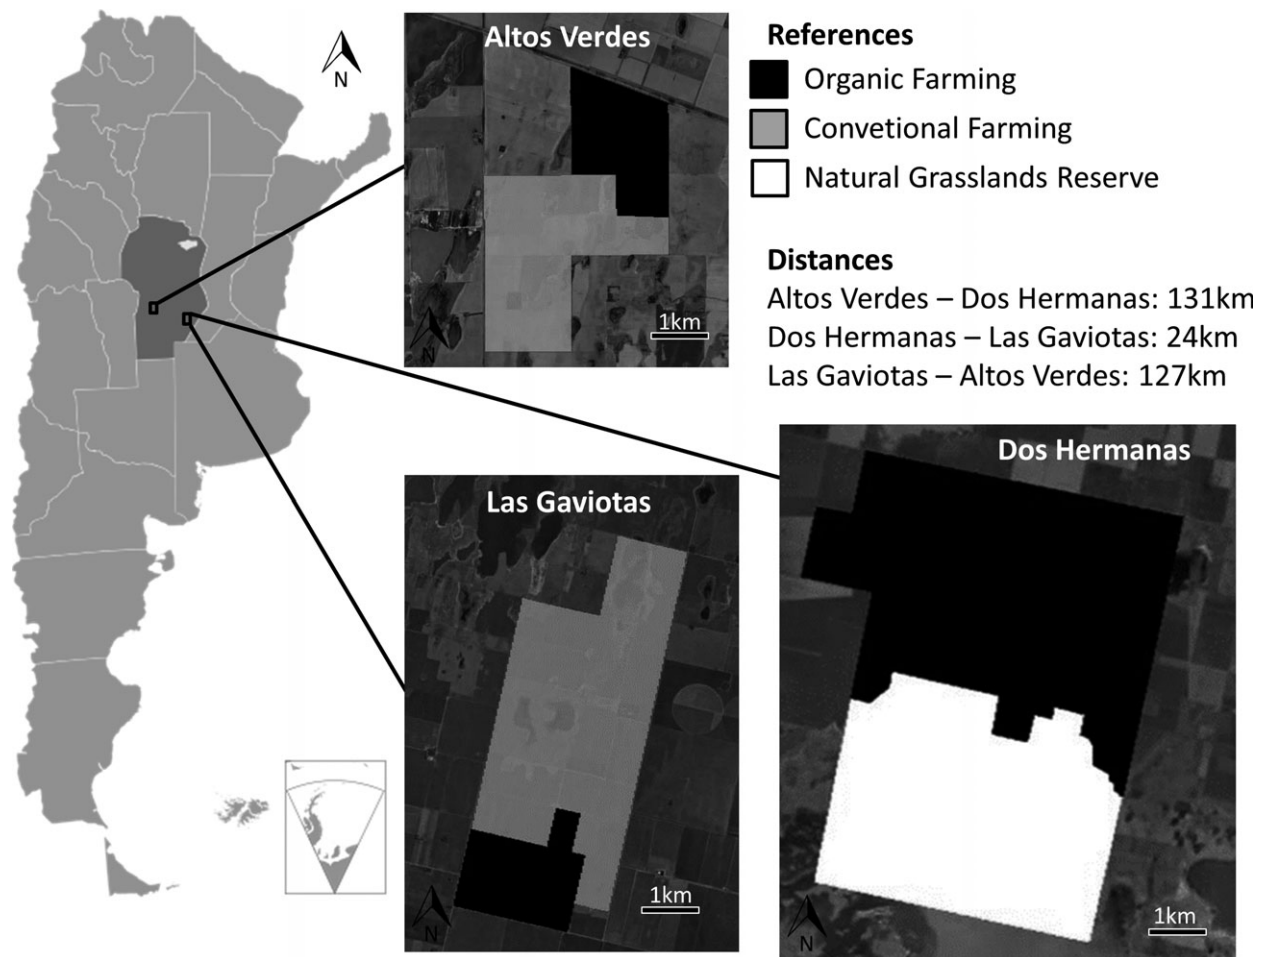 N
Altos Verdes
1km
N
References
Organic Farming
Convetional Farming
Natural Grasslands Reserve
Distances
Altos Verdes – Dos Hermanas: 131km
Dos Hermanas – Las Gaviotas: 24km
Las Gaviotas – Altos Verdes: 127km
Las Gaviotas
1km
N
Dos Hermanas
1km
N